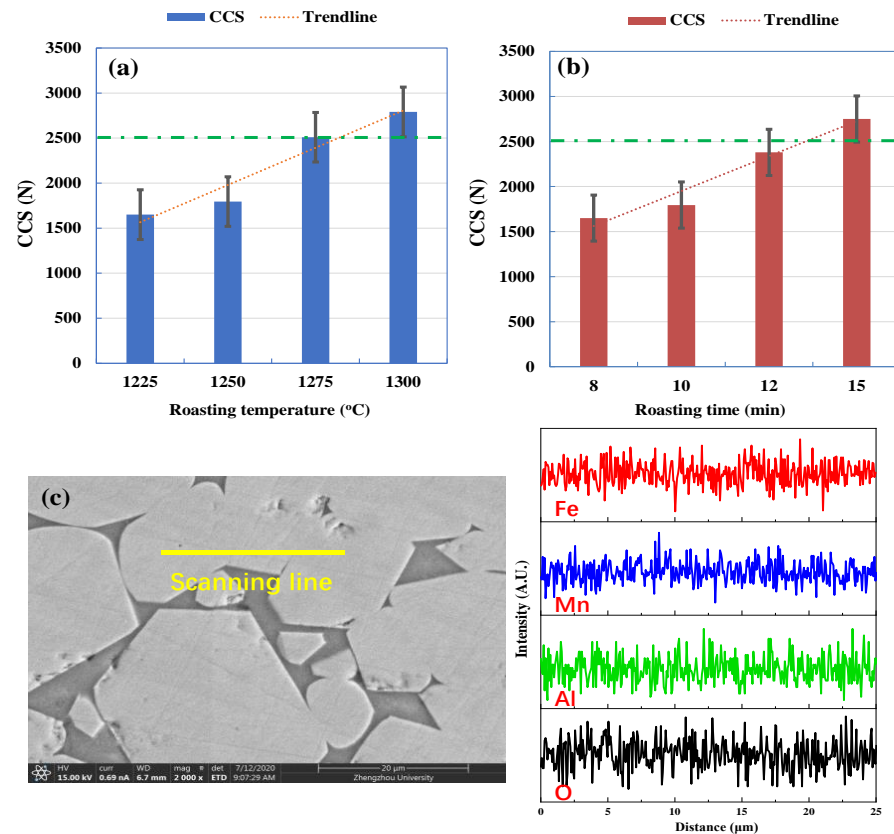 CCS Trendline
(a)
3500
3000
2500
2000
1500
1000
500
0
CCS (N)
1225 1250 1275 1300
Roasting temperature (°C)
CCS Trendline
(b)
3500
3000
2500
2000
1500
1000
500
0
CCS (N)
8 10 12 15
Roasting time (min)
(c)
Scanning line
HV curr WD mag det 7/12/2020 20 μm
15.00 kV 0.69 nA 6.7 mm 2 000 x ETD 9:07:29 AM Zhengzhou University
Intensity (A.U.)
Fe
Mn
Al
O
0 5 10 15 20 25
Distance (μm)